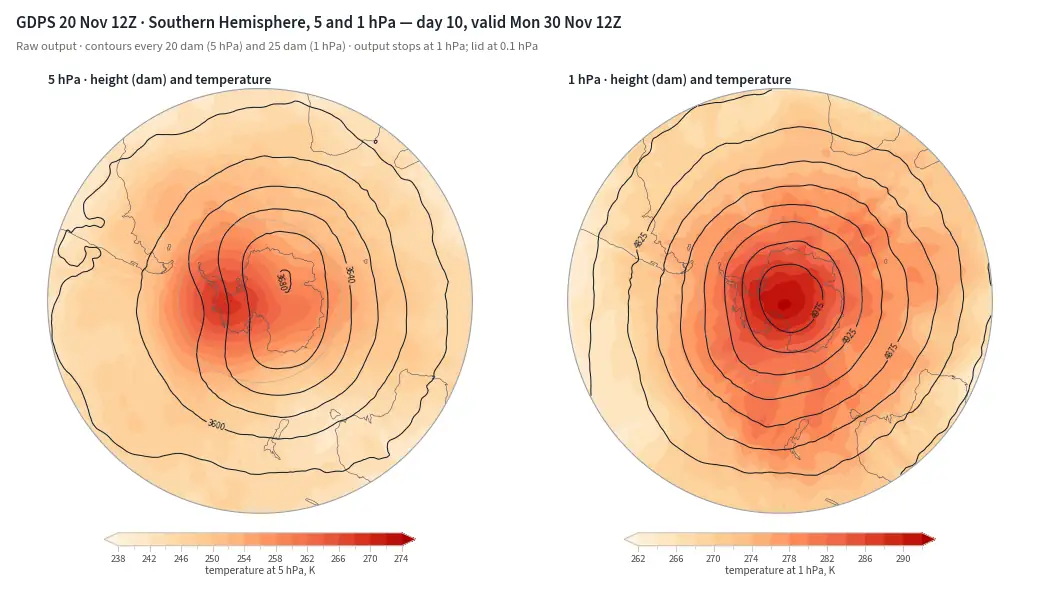 GDPS 20 Nov 12Z · Southern Hemisphere, 5 and 1 hPa — day 10, valid Mon 30 Nov 12Z
Raw output · contours every 20 dam (5 hPa) and 25 dam (1 hPa) · output stops at 1 hPa; lid at 0.1 hPa
5 hPa · height (dam) and temperature
3680
3640
3600
238 242 246 250 254 258 262 266 270 274
temperature at 5 hPa, K
1 hPa · height (dam) and temperature
4825
4975
4925
4875
262 266 270 274 278 282 286 290
temperature at 1 hPa, K